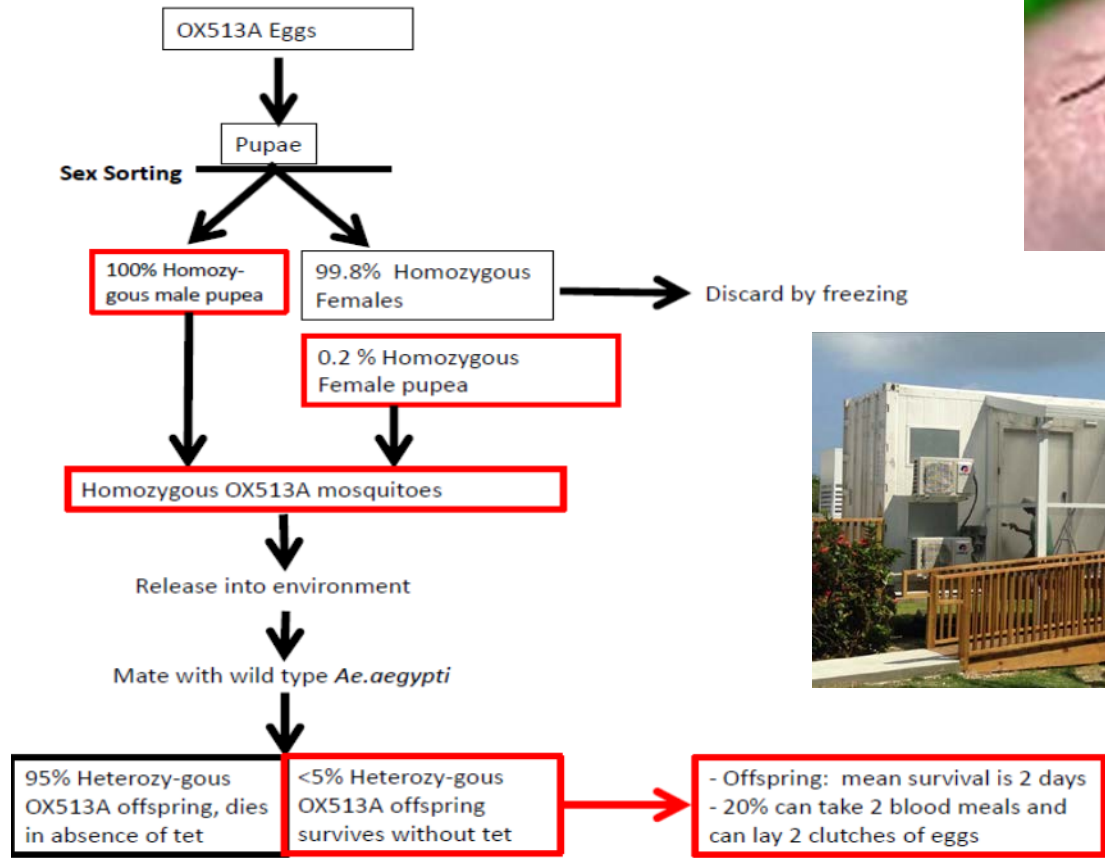 OX513A Eggs
Pupae
Sex Sorting
100% Homozy-
gous male pupea
99.8% Homozygous
Females
Discard by freezing
0.2 % Homozygous
Female pupea
Homozygous OX513A mosquitoes
Release into environment
Mate with wild type Ae.aegypti
95% Heterozy-gous
OX513A offspring, dies
in absence of tet
<5% Heterozy-gous
OX513A offspring
survives without tet
- Offspring: mean survival is 2 days
- 20% can take 2 blood meals and
can lay 2 clutches of eggs